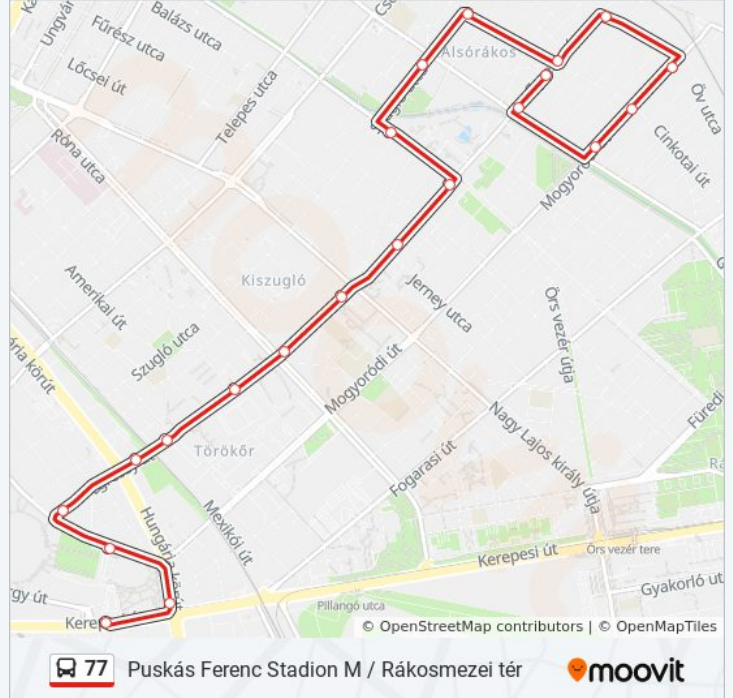 Balázs utca
Fűrész utca
Lőcsei út
Telepes utca
Róna utca
Alsórákos
Öv utca
Cinkotai út
Kiszugló
Jerney utca
Amerikai út
Szugló utca
Mogyoródi út
Örs vezér útja
Nagy Lajos király útja
Fogarasi út
Füredi
Törökőr
Mexikói út
Hungária körút
Kerepesi út
Örs vezér tere
Gyakorló út
Pillangó utca
© OpenStreetMap contributors | © OpenMapTiles
77 Puskás Ferenc Stadion M / Rákosmezei tér moovit